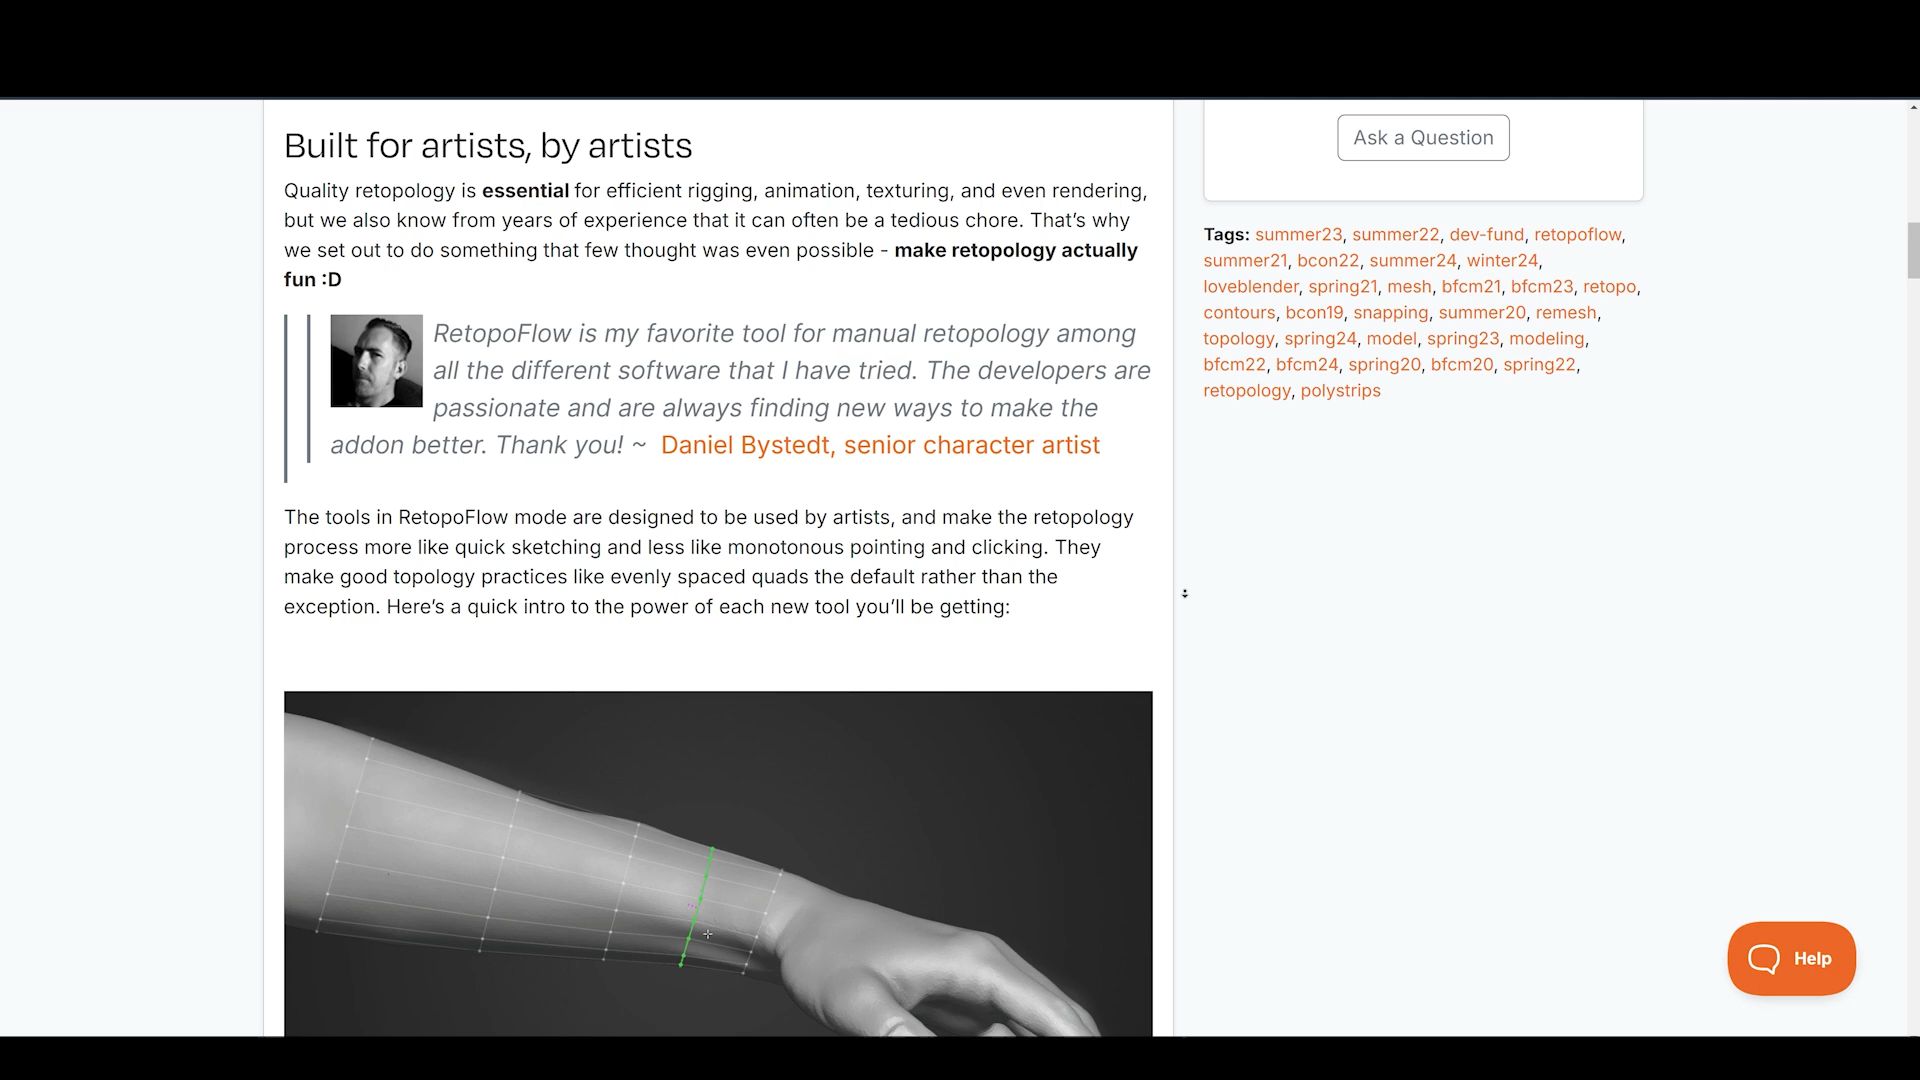 Built for artists, by artists
Quality retopology is essential for efficient rigging, animation, texturing, and even rendering,
but we also know from years of experience that it can often be a tedious chore. That’s why
we set out to do something that few thought was even possible - make retopology actually
fun :D
RetopoFlow is my favorite tool for manual retopology among
all the different software that I have tried. The developers are
passionate and are always finding new ways to make the
addon better. Thank you! ~ Daniel Bystedt, senior character artist
The tools in RetopoFlow mode are designed to be used by artists, and make the retopology
process more like quick sketching and less like monotonous pointing and clicking. They
make good topology practices like evenly spaced quads the default rather than the
exception. Here’s a quick intro to the power of each new tool you’ll be getting:
Ask a Question
Tags: summer23, summer22, dev-fund, retopoflow,
summer21, bcon22, summer24, winter24,
loveblender, spring21, mesh, bfcm21, bfcm23, retopo,
contours, bcon19, snapping, summer20, remesh,
topology, spring24, model, spring23, modeling,
bfcm22, bfcm24, spring20, bfcm20, spring22,
retopology, polystrips
Help